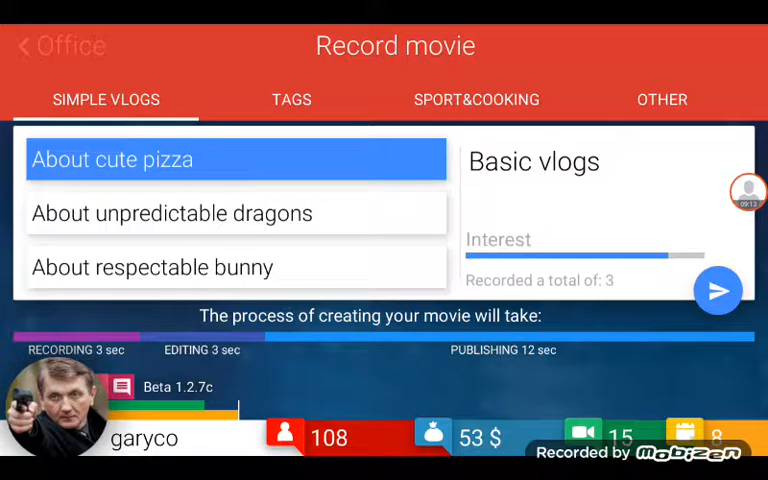 Office
Record movie
SIMPLE VLOGS
TAGS
SPORT&COOKING
OTHER
About cute pizza
About unpredictable dragons
About respectable bunny
Basic vlogs
Interest
Recorded a total of: 3
09:13
The process of creating your movie will take:
RECORDING 3 sec
EDITING 3 sec
PUBLISHING 12 sec
Beta 1.2.7c
garyco
108
53 $
15
8
Recorded by Mobizen